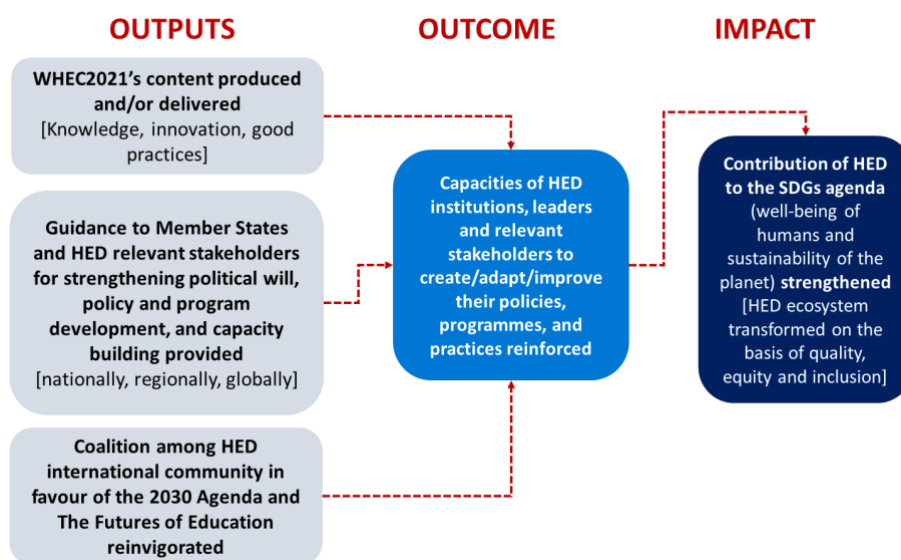 OUTPUTS
OUTCOME
IMPACT
WHEC2021’s content produced
and/or delivered
[Knowledge, innovation, good
practices]
Guidance to Member States
and HED relevant stakeholders
for strengthening political will,
policy and program
development, and capacity
building provided
[nationally, regionally, globally]
Coalition among HED
international community in
favour of the 2030 Agenda and
The Futures of Education
reinvigorated
Capacities of HED
institutions, leaders
and relevant
stakeholders to
create/adapt/improve
their policies,
programmes, and
practices reinforced
Contribution of HED
to the SDGs agenda
(well-being of
humans and
sustainability of the
planet) strengthened
[HED ecosystem
transformed on the
basis of quality,
equity and inclusion]